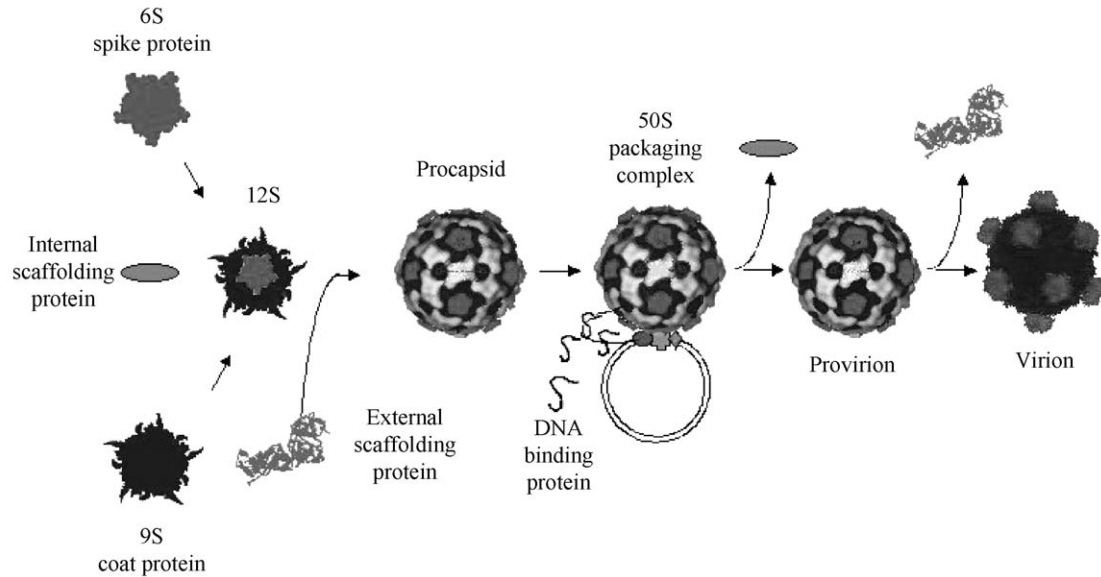 6S
spike protein
12S
Internal
scaffolding
protein
9S
coat protein
External
scaffolding
protein
Procapsid
50S
packaging
complex
DNA
binding
protein
Provirion
Virion